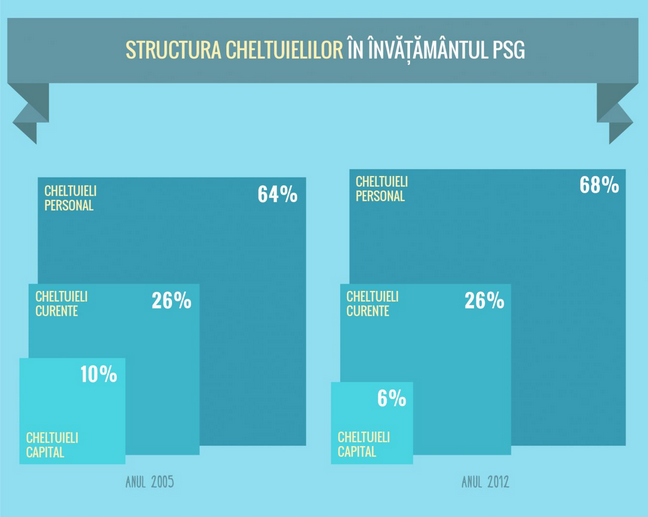 STRUCTURA CHELTUIELILOR ÎN ÎNVĂȚĂMÂNTUL PSG
CHELTUIELI
PERSONAL
64%
CHELTUIELI
CURENTE
26%
10%
CHELTUIELI
CAPITAL
ANUL 2005
CHELTUIELI
PERSONAL
68%
CHELTUIELI
CURENTE
26%
6%
CHELTUIELI
CAPITAL
ANUL 2012